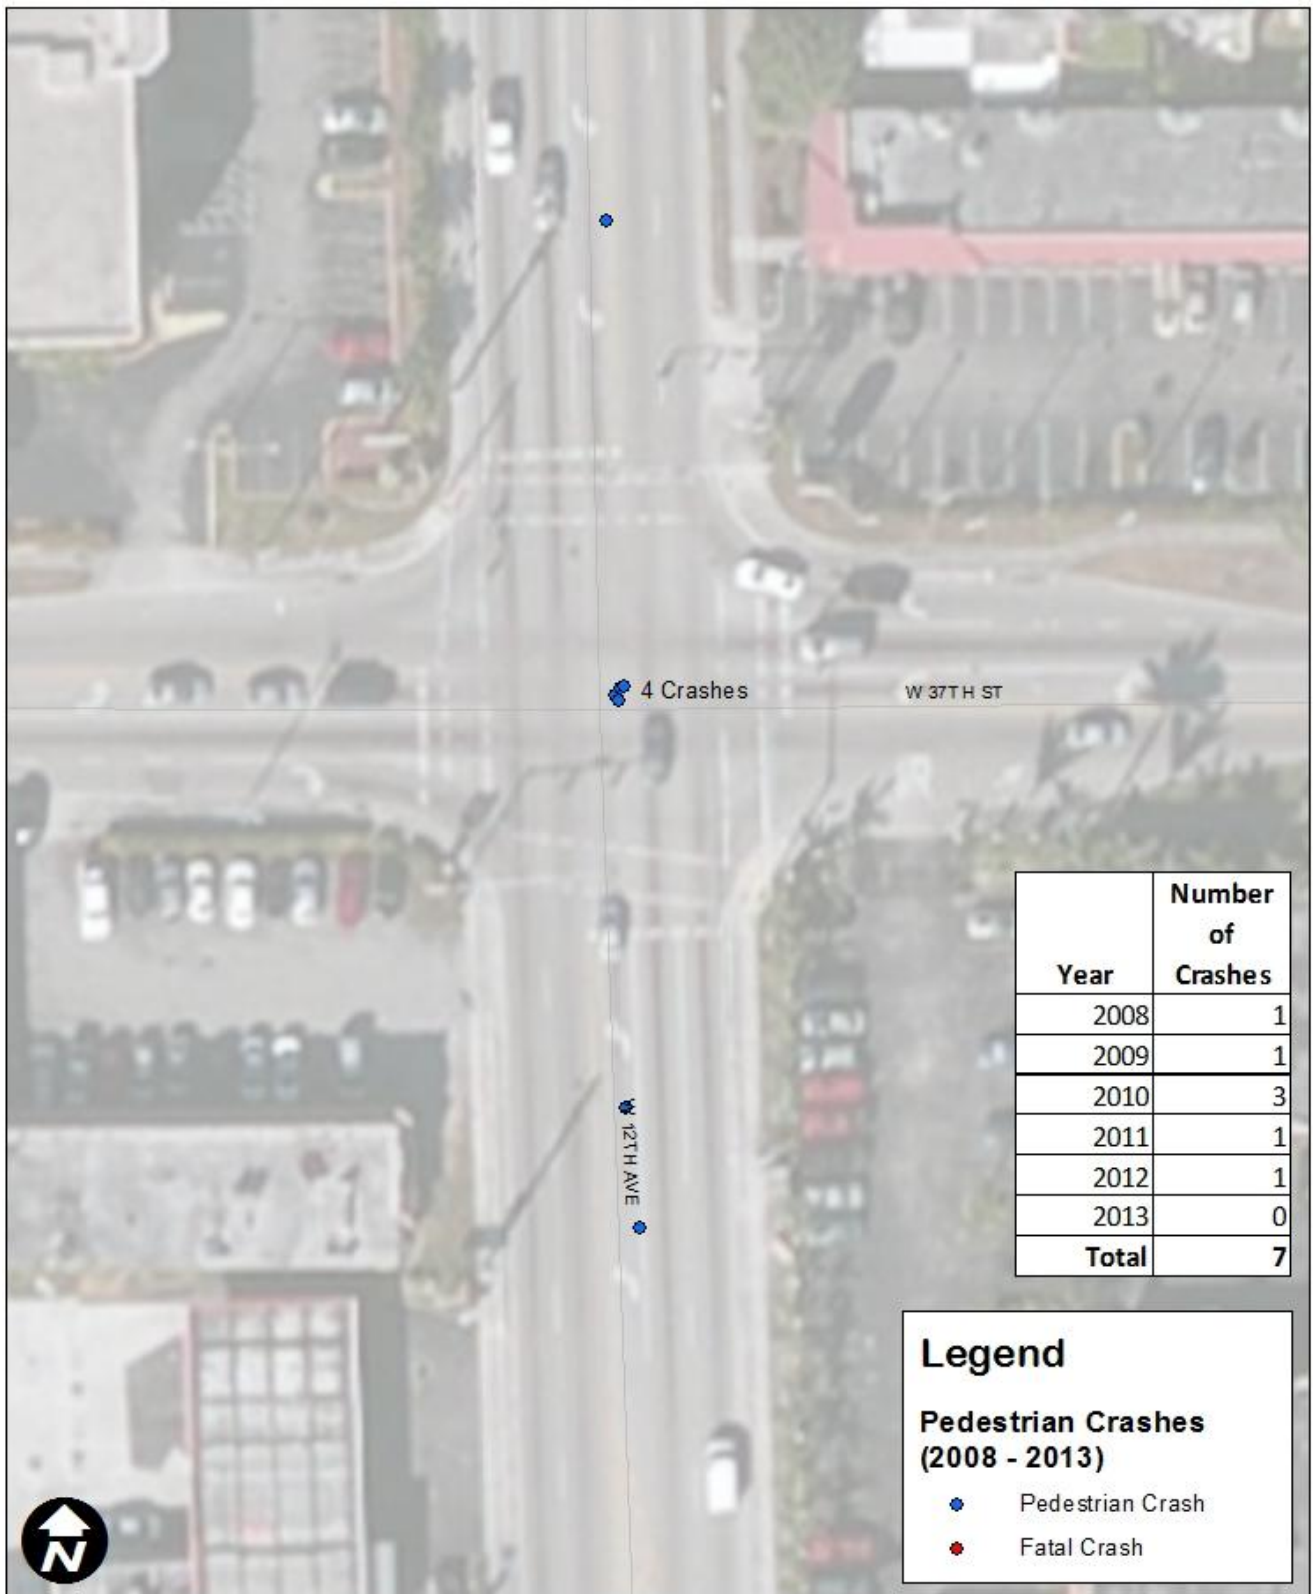 4 Crashes
W 37TH ST
W 12TH AVE
Year
Number
of
Crashes
2008 1
2009 1
2010 3
2011 1
2012 1
2013 0
Total 7
Legend
Pedestrian Crashes
(2008 - 2013)
Pedestrian Crash
Fatal Crash
N